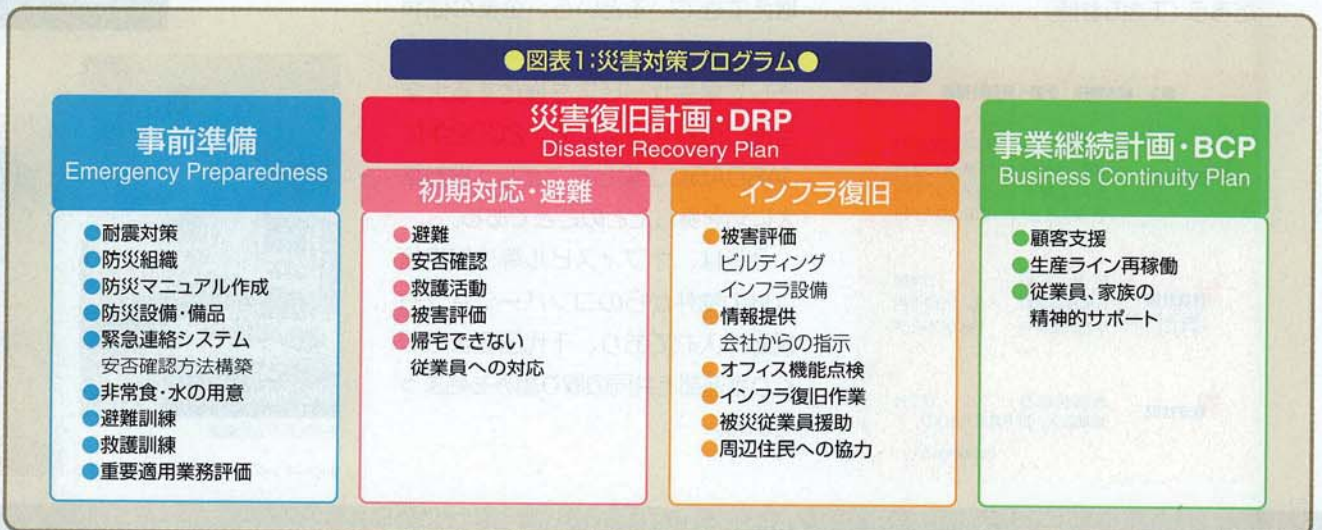 ●図表1:災害対策プログラム●
事前準備
Emergency Preparedness
●耐震対策
●防災組織
●防災マニュアル作成
●防災設備・備品
●緊急連絡システム
安否確認方法構築
●非常食・水の用意
●避難訓練
●救護訓練
●重要適用業務評価
災害復旧計画・DRP
Disaster Recovery Plan
初期対応・避難
●避難
●安否確認
●救護活動
●被害評価
●帰宅できない
従業員への対応
インフラ復旧
●被害評価
ビルディング
インフラ設備
●情報提供
会社からの指示
●オフィス機能点検
●インフラ復旧作業
●被災従業員援助
●周辺住民への協力
事業継続計画・BCP
Business Continuity Plan
●顧客支援
●生産ライン再稼働
●従業員、家族の
精神的サポート